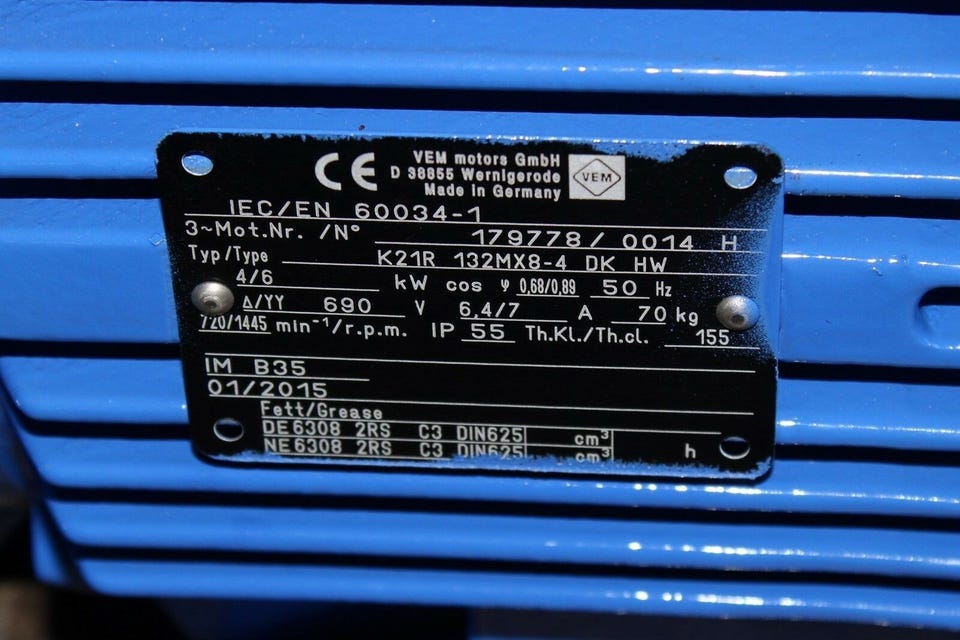 CE
VEM motors GmbH
D 38855 Wernigerode
Made in Germany
VEM
IEC/EN 60034-1
3~Mot.Nr. /N° 179778/ 0014 H
Typ/Type K21R 132MX8-4 DK HW
4/6 kW cos φ 0,68/0,89 50 Hz
Δ/YY 690 V 6,4/7 A 70 kg
720/1445 min⁻¹/r.p.m. IP 55 Th.Kl./Th.cl. 155
IM B35
01/2015
Fett/Grease
DE 6308 2RS C3 DIN625 cm³
NE 6308 2RS C3 DIN625 cm³ h